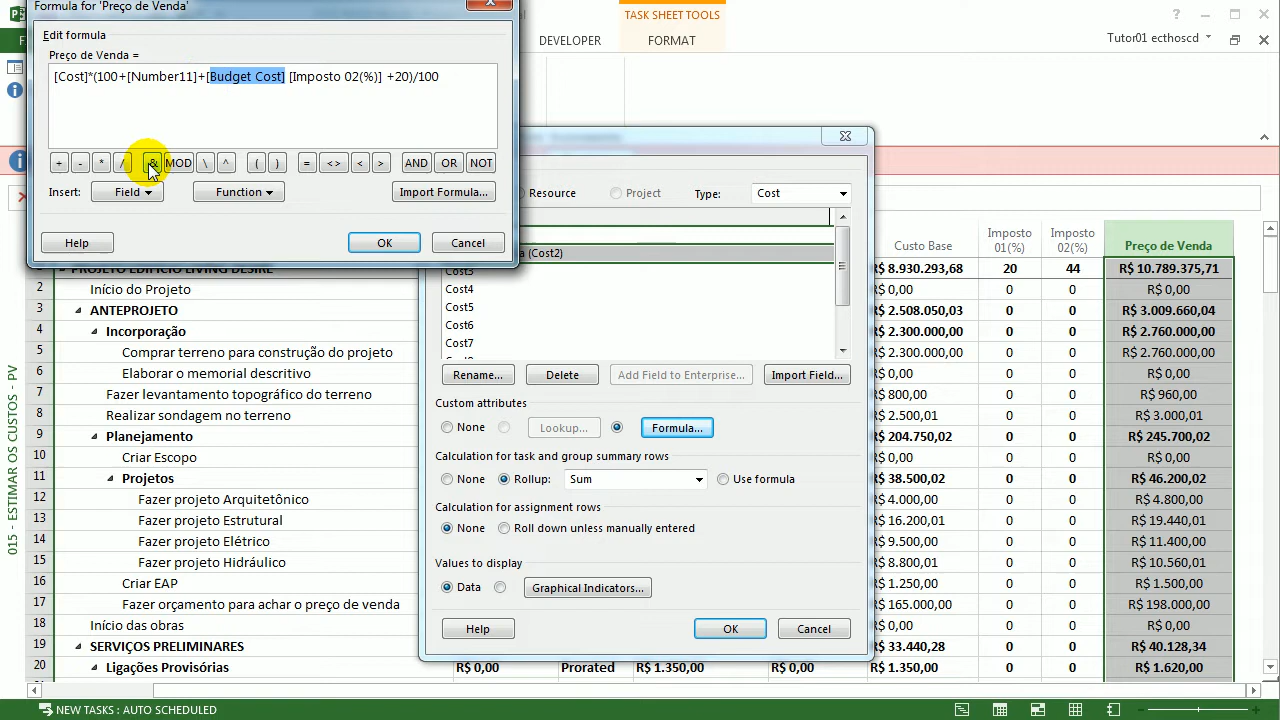 Formula for 'Preço de Venda'
TASK SHEET TOOLS
DEVELOPER
FORMAT
Tutor01 ecthoscd
Edit formula
Preço de Venda =
[Cost]*(100+[Number11]+[Budget Cost] [Imposto 02(%)] +20)/100
+ - * / & MOD \ ^ ( ) = <> < > AND OR NOT
Insert: Field Function Import Formula...
Help OK Cancel
Resource Project Type: Cost
(Cost2)
Cost3
Cost4
Cost5
Cost6
Cost7
Rename... Delete Add Field to Enterprise... Import Field...
Custom attributes
None Lookup... Formula...
Calculation for task and group summary rows
None Rollup: Sum Use formula
Calculation for assignment rows
None Roll down unless manually entered
Values to display
Data Graphical Indicators...
Help OK Cancel
Custo Base Imposto 01(%) Imposto 02(%) Preço de Venda
PROJETO EDIFÍCIO LIVING DESIRE R$ 8.930.293,68 20 44 R$ 10.789.375,71
2 Início do Projeto R$ 0,00 0 0 R$ 0,00
3 ANTEPROJETO R$ 2.508.050,03 0 0 R$ 3.009.660,04
4 Incorporação R$ 2.300.000,00 0 0 R$ 2.760.000,00
5 Comprar terreno para construção do projeto R$ 2.300.000,00 0 0 R$ 2.760.000,00
6 Elaborar o memorial descritivo R$ 0,00 0 0 R$ 0,00
7 Fazer levantamento topográfico do terreno R$ 800,00 0 0 R$ 960,00
8 Realizar sondagem no terreno R$ 2.500,01 0 0 R$ 3.000,01
9 Planejamento R$ 204.750,02 0 0 R$ 245.700,02
10 Criar Escopo R$ 0,00 0 0 R$ 0,00
11 Projetos R$ 38.500,02 0 0 R$ 46.200,02
12 Fazer projeto Arquitetônico R$ 4.000,00 0 0 R$ 4.800,00
13 Fazer projeto Estrutural R$ 16.200,01 0 0 R$ 19.440,01
14 Fazer projeto Elétrico R$ 9.500,00 0 0 R$ 11.400,00
15 Fazer projeto Hidráulico R$ 8.800,01 0 0 R$ 10.560,01
16 Criar EAP R$ 1.250,00 0 0 R$ 1.500,00
17 Fazer orçamento para achar o preço de venda R$ 165.000,00 0 0 R$ 198.000,00
18 Início das obras R$ 0,00 0 0 R$ 0,00
19 SERVIÇOS PRELIMINARES R$ 33.440,28 0 0 R$ 40.128,34
20 Ligações Provisórias R$ 0,00 Prorated R$ 1.350,00 R$ 0,00 R$ 1.350,00 0 0 R$ 1.620,00
015 - ESTIMAR OS CUSTOS - PV
NEW TASKS : AUTO SCHEDULED